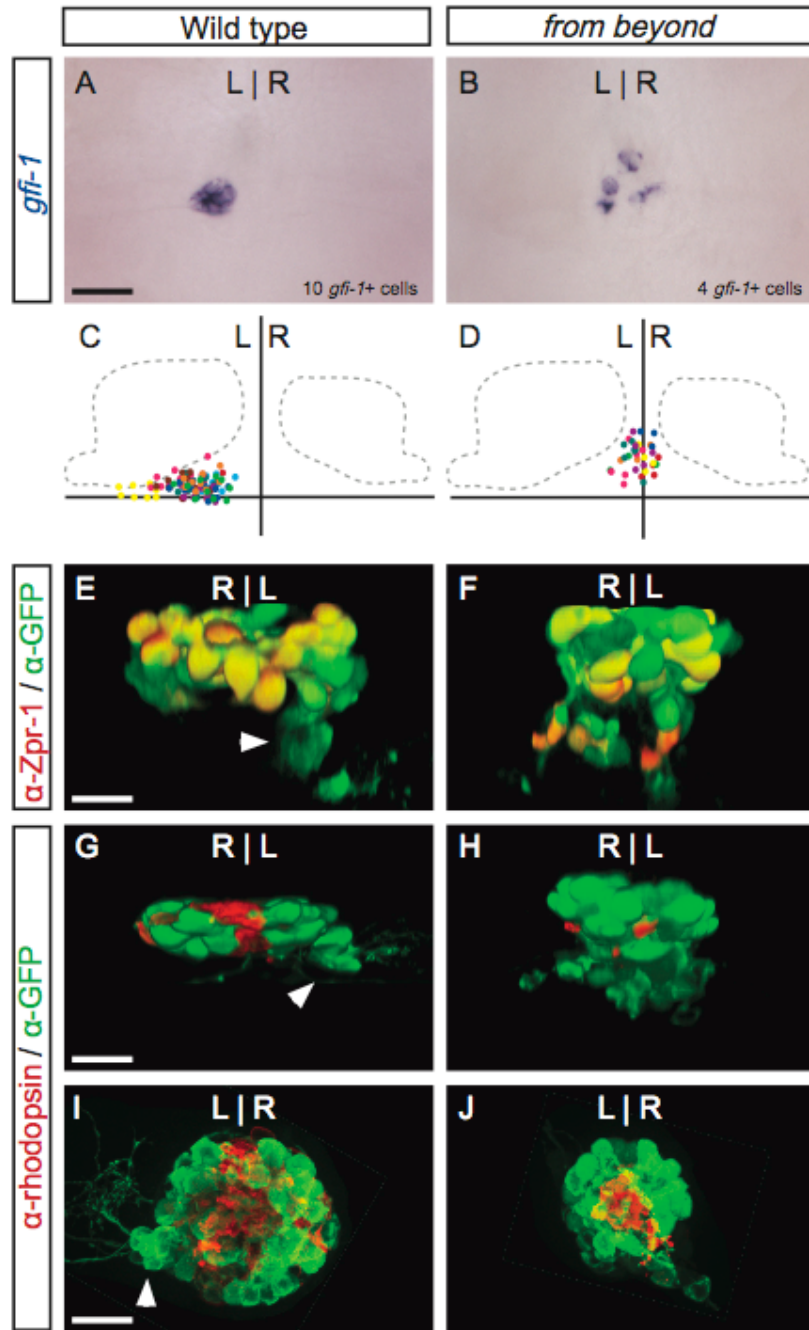 Wild type
from beyond
gfi-1
A
L | R
10 gfi-1+ cells
B
L | R
4 gfi-1+ cells
C
L
R
D
L
R
α-Zpr-1 / α-GFP
E
R | L
F
R | L
α-rhodopsin / α-GFP
G
R | L
H
R | L
I
L | R
J
L | R